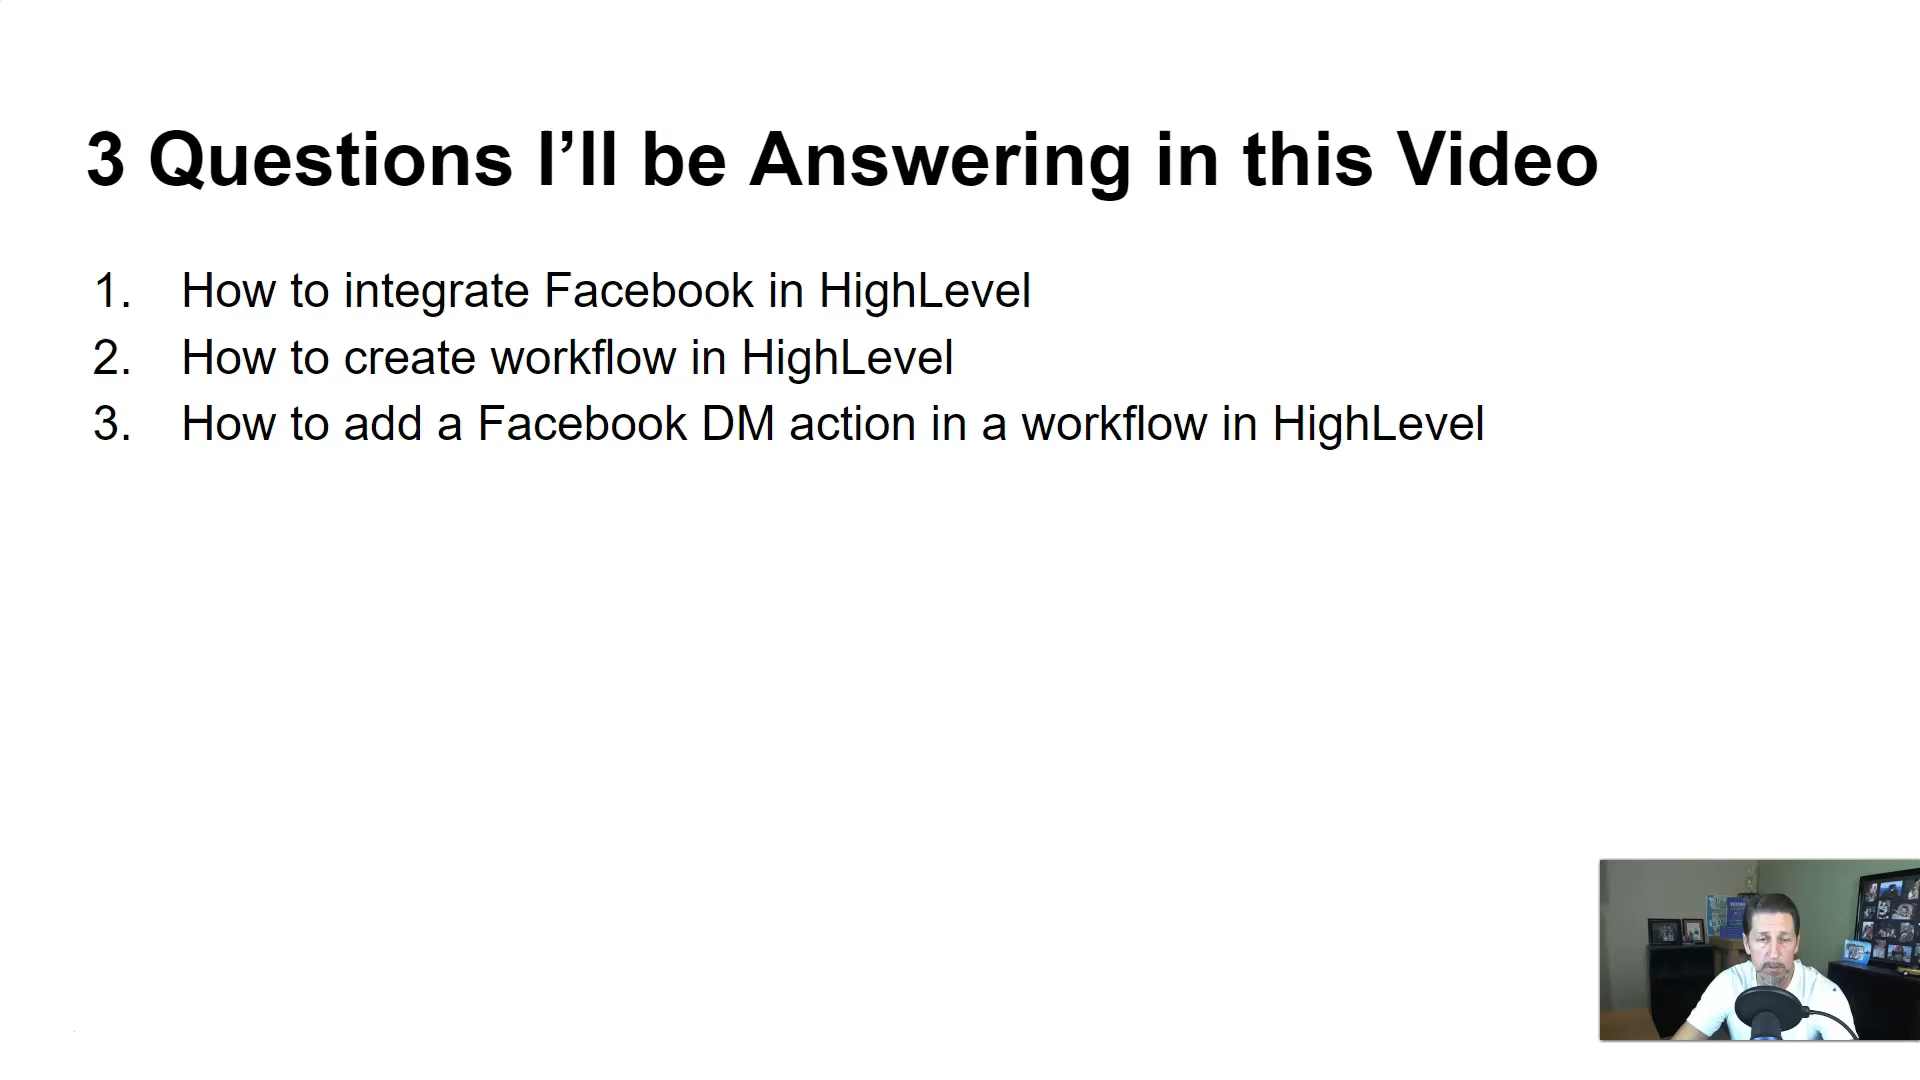 3 Questions I’ll be Answering in this Video
1. How to integrate Facebook in HighLevel
2. How to create workflow in HighLevel
3. How to add a Facebook DM action in a workflow in HighLevel